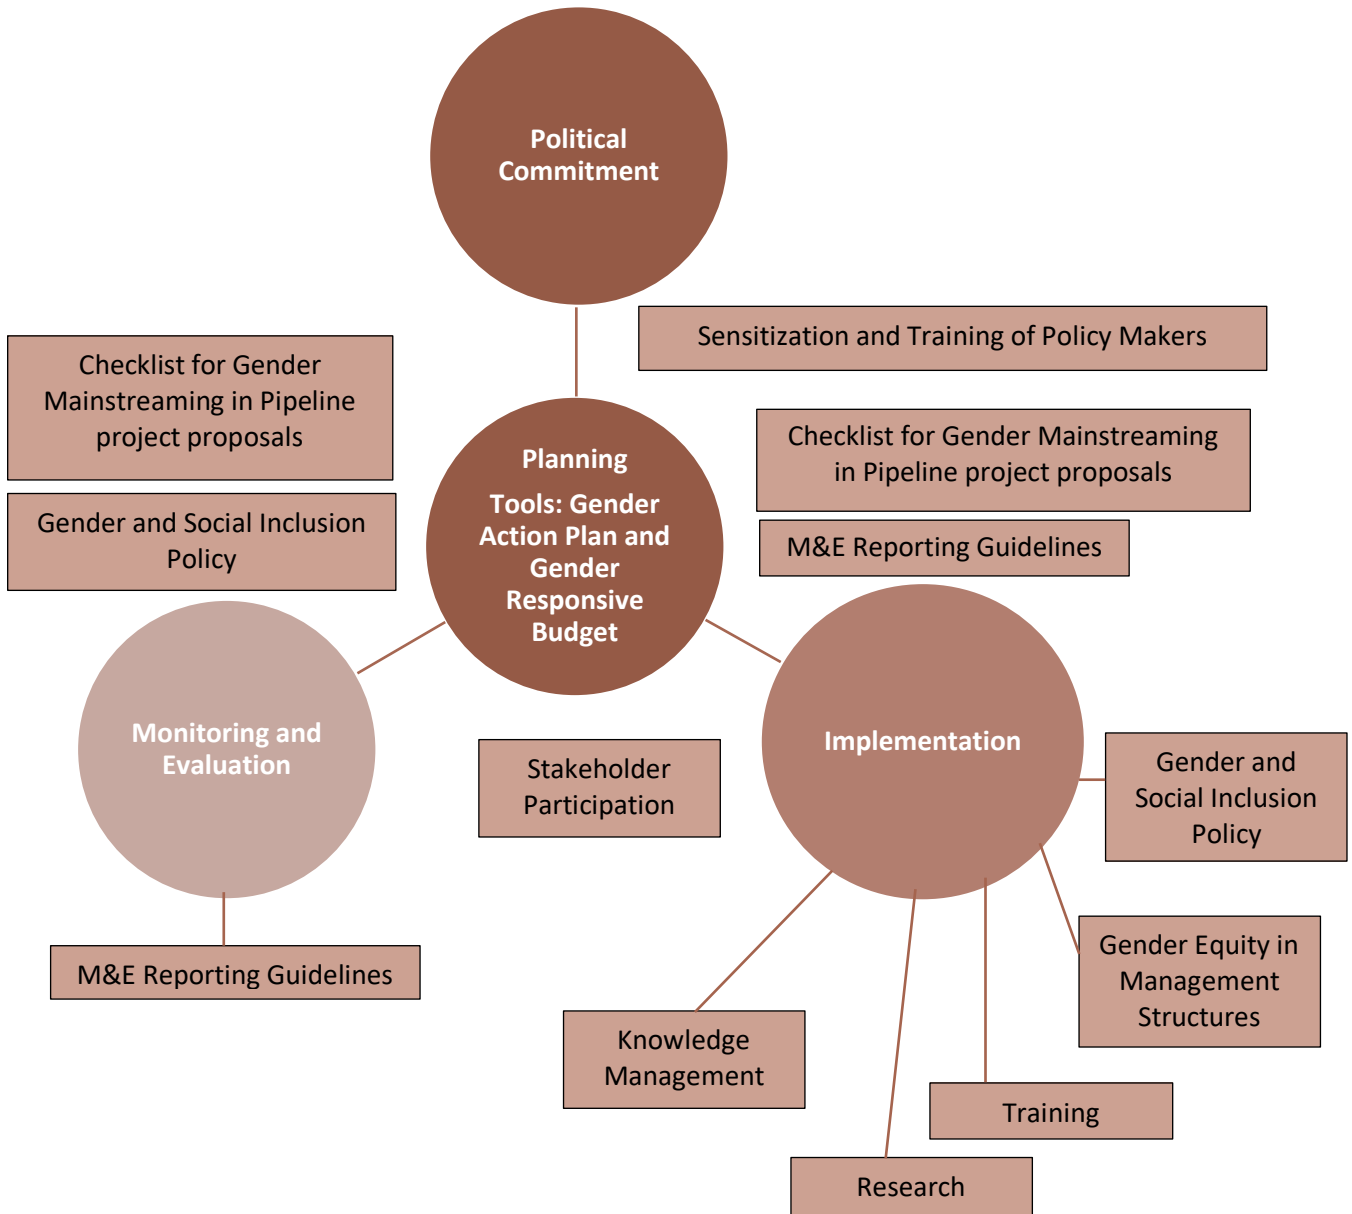 Political
Commitment
Sensitization and Training of Policy Makers
Checklist for Gender
Mainstreaming in Pipeline
project proposals
Gender and Social Inclusion
Policy
Planning
Tools: Gender
Action Plan and
Gender
Responsive
Budget
Checklist for Gender Mainstreaming
in Pipeline project proposals
M&E Reporting Guidelines
Monitoring and
Evaluation
Stakeholder
Participation
Implementation
Gender and
Social Inclusion
Policy
M&E Reporting Guidelines
Gender Equity in
Management
Structures
Knowledge
Management
Training
Research